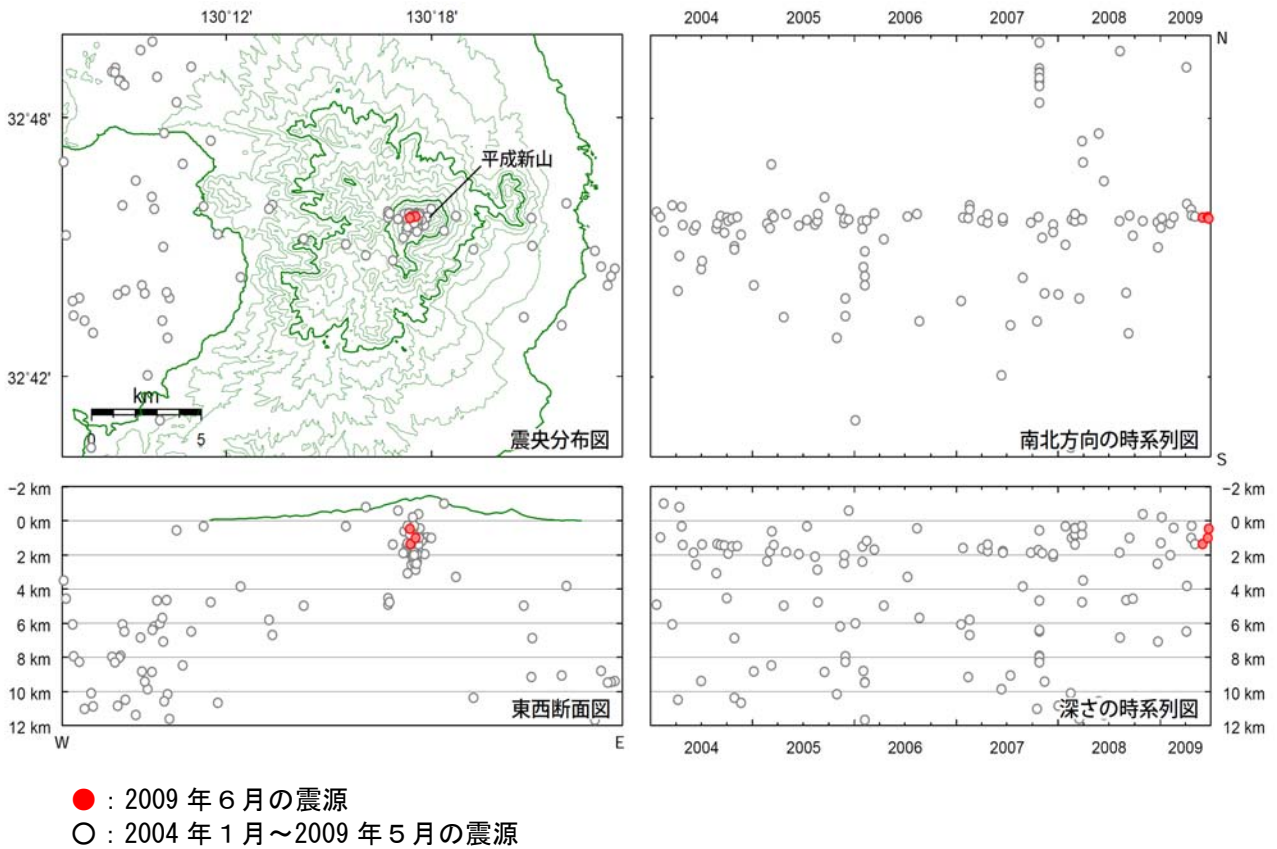 130°12' 130°18'
32°48'
32°42'
平成新山
km
0 5
震央分布図
2004 2005 2006 2007 2008 2009
N
S
南北方向の時系列図
-2 km
0 km
2 km
4 km
6 km
8 km
10 km
12 km
W E
東西断面図
-2 km
0 km
2 km
4 km
6 km
8 km
10 km
12 km
深さの時系列図
2004 2005 2006 2007 2008 2009
●：2009 年６月の震源
○：2004 年１月～2009 年５月の震源